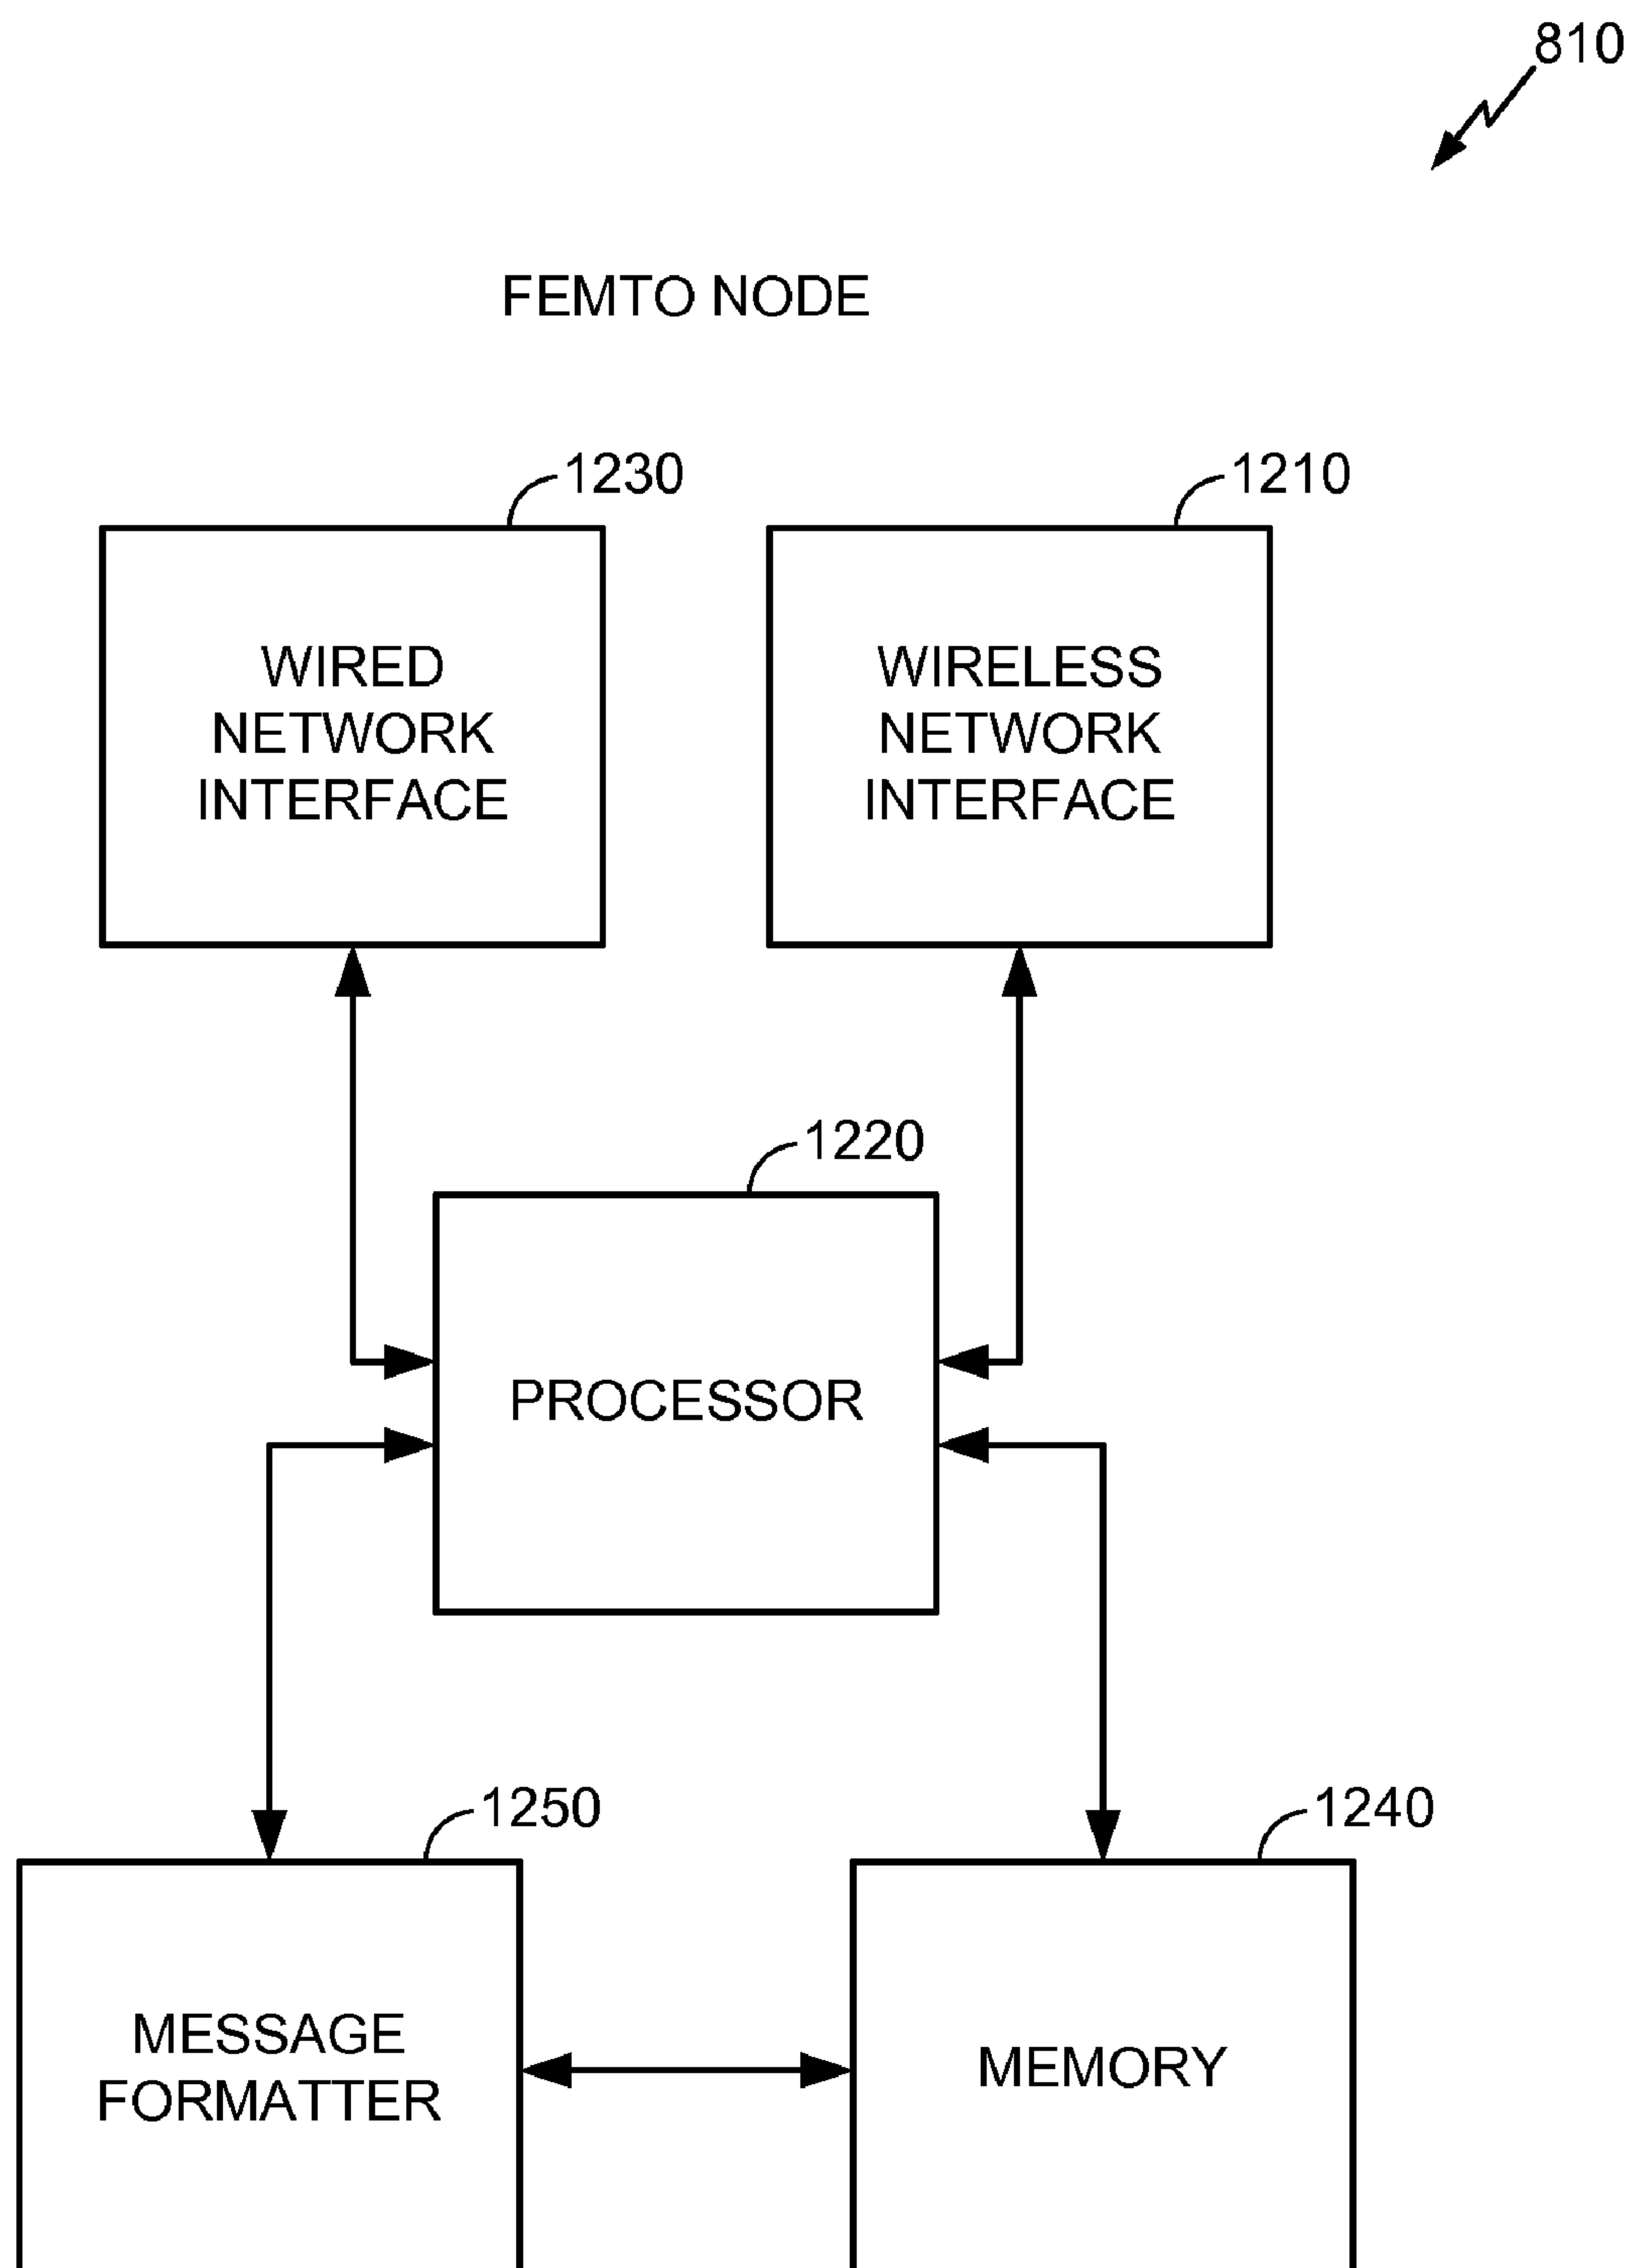 810
FEMTO NODE
1230
1210
WIRED
NETWORK
INTERFACE
WIRELESS
NETWORK
INTERFACE
1220
PROCESSOR
1250
1240
MESSAGE
FORMATTER
MEMORY